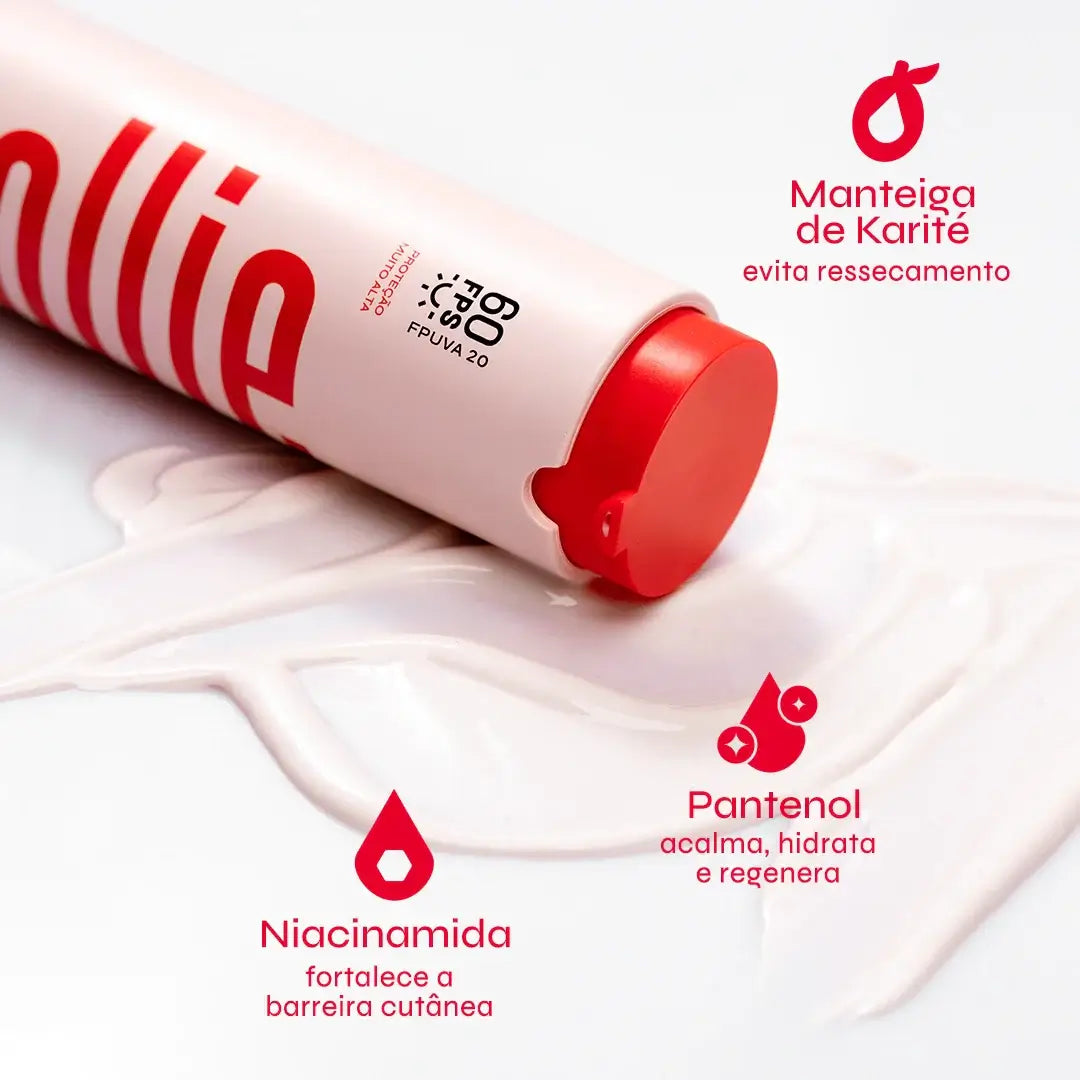 PROTEÇÃO
MUITO ALTA
60
FPS
FPUVA 20
Manteiga
de Karité
evita ressecamento
Pantenol
acalma, hidrata
e regenera
Niacinamida
fortalece a
barreira cutânea